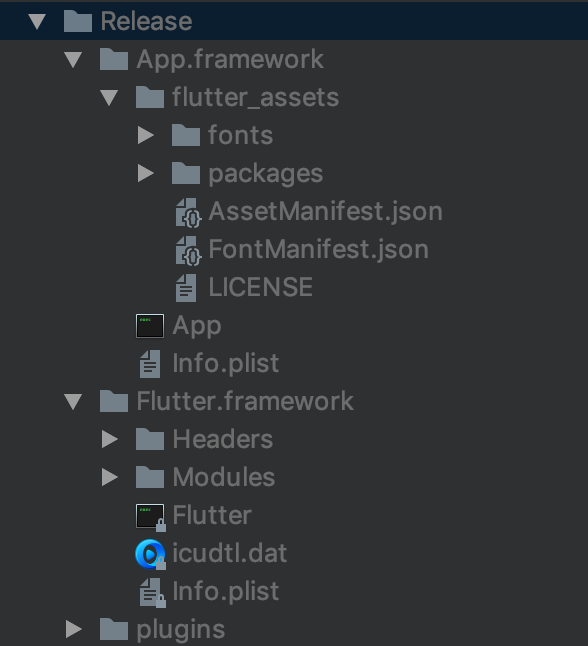 Release
App.framework
flutter_assets
fonts
packages
AssetManifest.json
FontManifest.json
LICENSE
App
Info.plist
Flutter.framework
Headers
Modules
Flutter
icudtl.dat
Info.plist
plugins